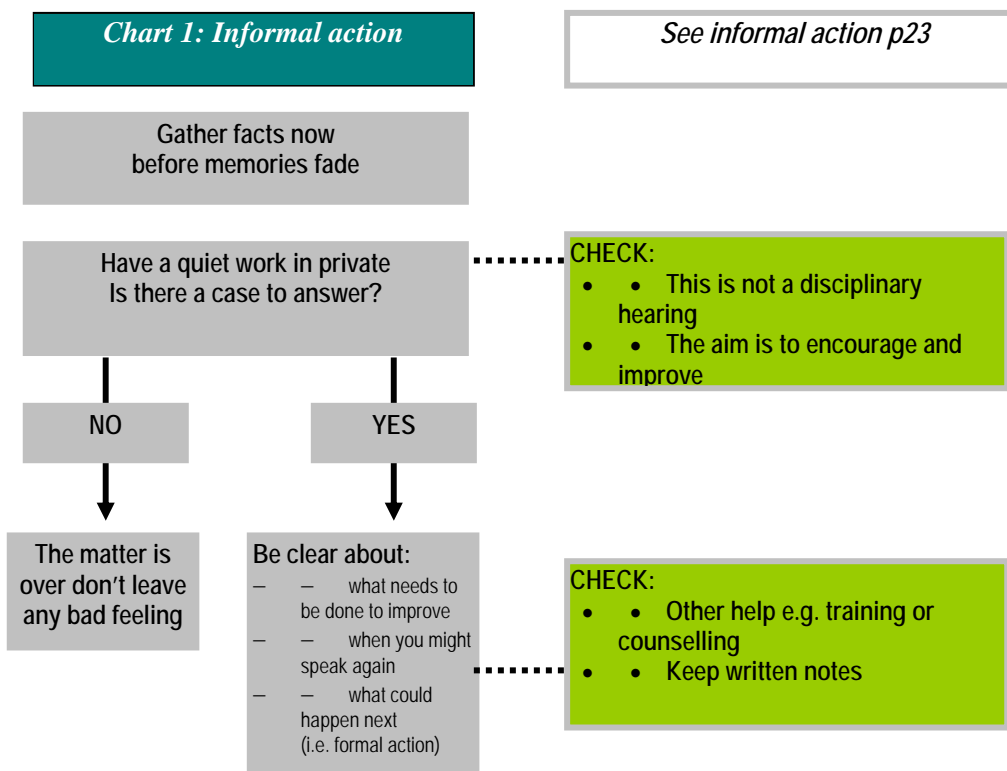 Chart 1: Informal action
See informal action p23
Gather facts now
before memories fade
Have a quiet work in private
Is there a case to answer?
CHECK:
• • This is not a disciplinary
hearing
• • The aim is to encourage and
improve
NO
YES
The matter is
over don't leave
any bad feeling
Be clear about:
– – what needs to
be done to improve
– – when you might
speak again
– – what could
happen next
(i.e. formal action)
CHECK:
• • Other help e.g. training or
counselling
• • Keep written notes